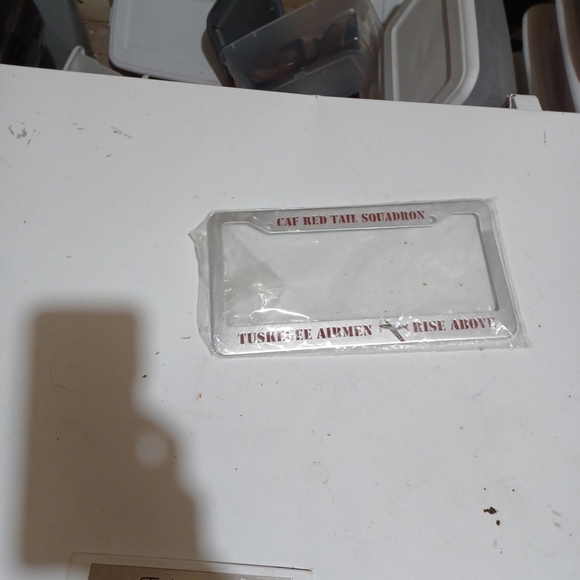 CAF RED TAIL SQUADRON
TUSKEGEE AIRMEN RISE ABOVE